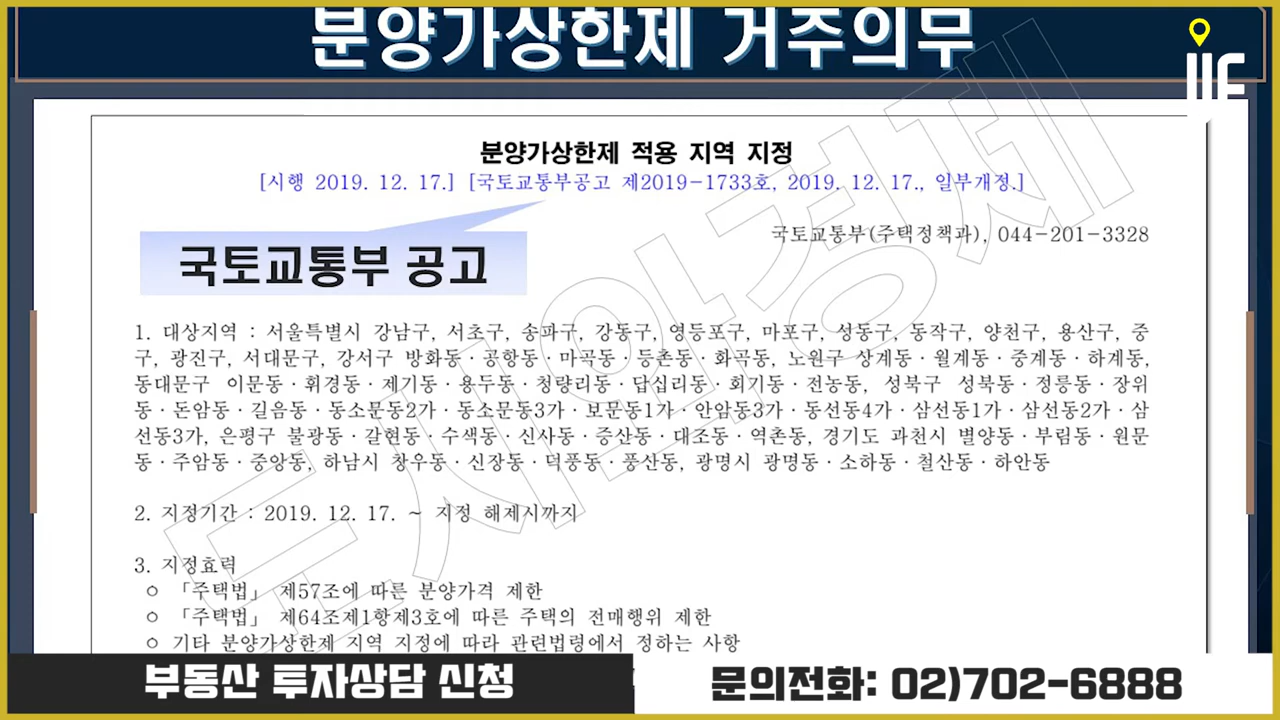 분양가상한제 거주의무
IIF
분양가상한제 적용 지역 지정
[시행 2019. 12. 17.] [국토교통부공고 제2019-1733호, 2019. 12. 17., 일부개정.]
국토교통부(주택정책과), 044-201-3328
국토교통부 공고
1. 대상지역 : 서울특별시 강남구, 서초구, 송파구, 강동구, 영등포구, 마포구, 성동구, 동작구, 양천구, 용산구, 중
구, 광진구, 서대문구, 강서구 방화동·공항동·마곡동·등촌동·화곡동, 노원구 상계동·월계동·중계동·하계동,
동대문구 이문동·휘경동·제기동·용두동·청량리동·답십리동·회기동·전농동, 성북구 성북동·정릉동·장위
동·돈암동·길음동·동소문동2가·동소문동3가·보문동1가·안암동3가·동선동4가·삼선동1가·삼선동2가·삼
선동3가, 은평구 불광동·갈현동·수색동·신사동·증산동·대조동·역촌동, 경기도 과천시 별양동·부림동·원문
동·주암동·중앙동, 하남시 창우동·신장동·덕풍동·풍산동, 광명시 광명동·소하동·철산동·하안동
2. 지정기간 : 2019. 12. 17. ~ 지정 해제시까지
3. 지정효력
○ 「주택법」 제57조에 따른 분양가격 제한
○ 「주택법」 제64조제1항제3호에 따른 주택의 전매행위 제한
○ 기타 분양가상한제 지역 지정에 따라 관련법령에서 정하는 사항
도시와경제
부동산 투자상담 신청
문의전화: 02)702-6888